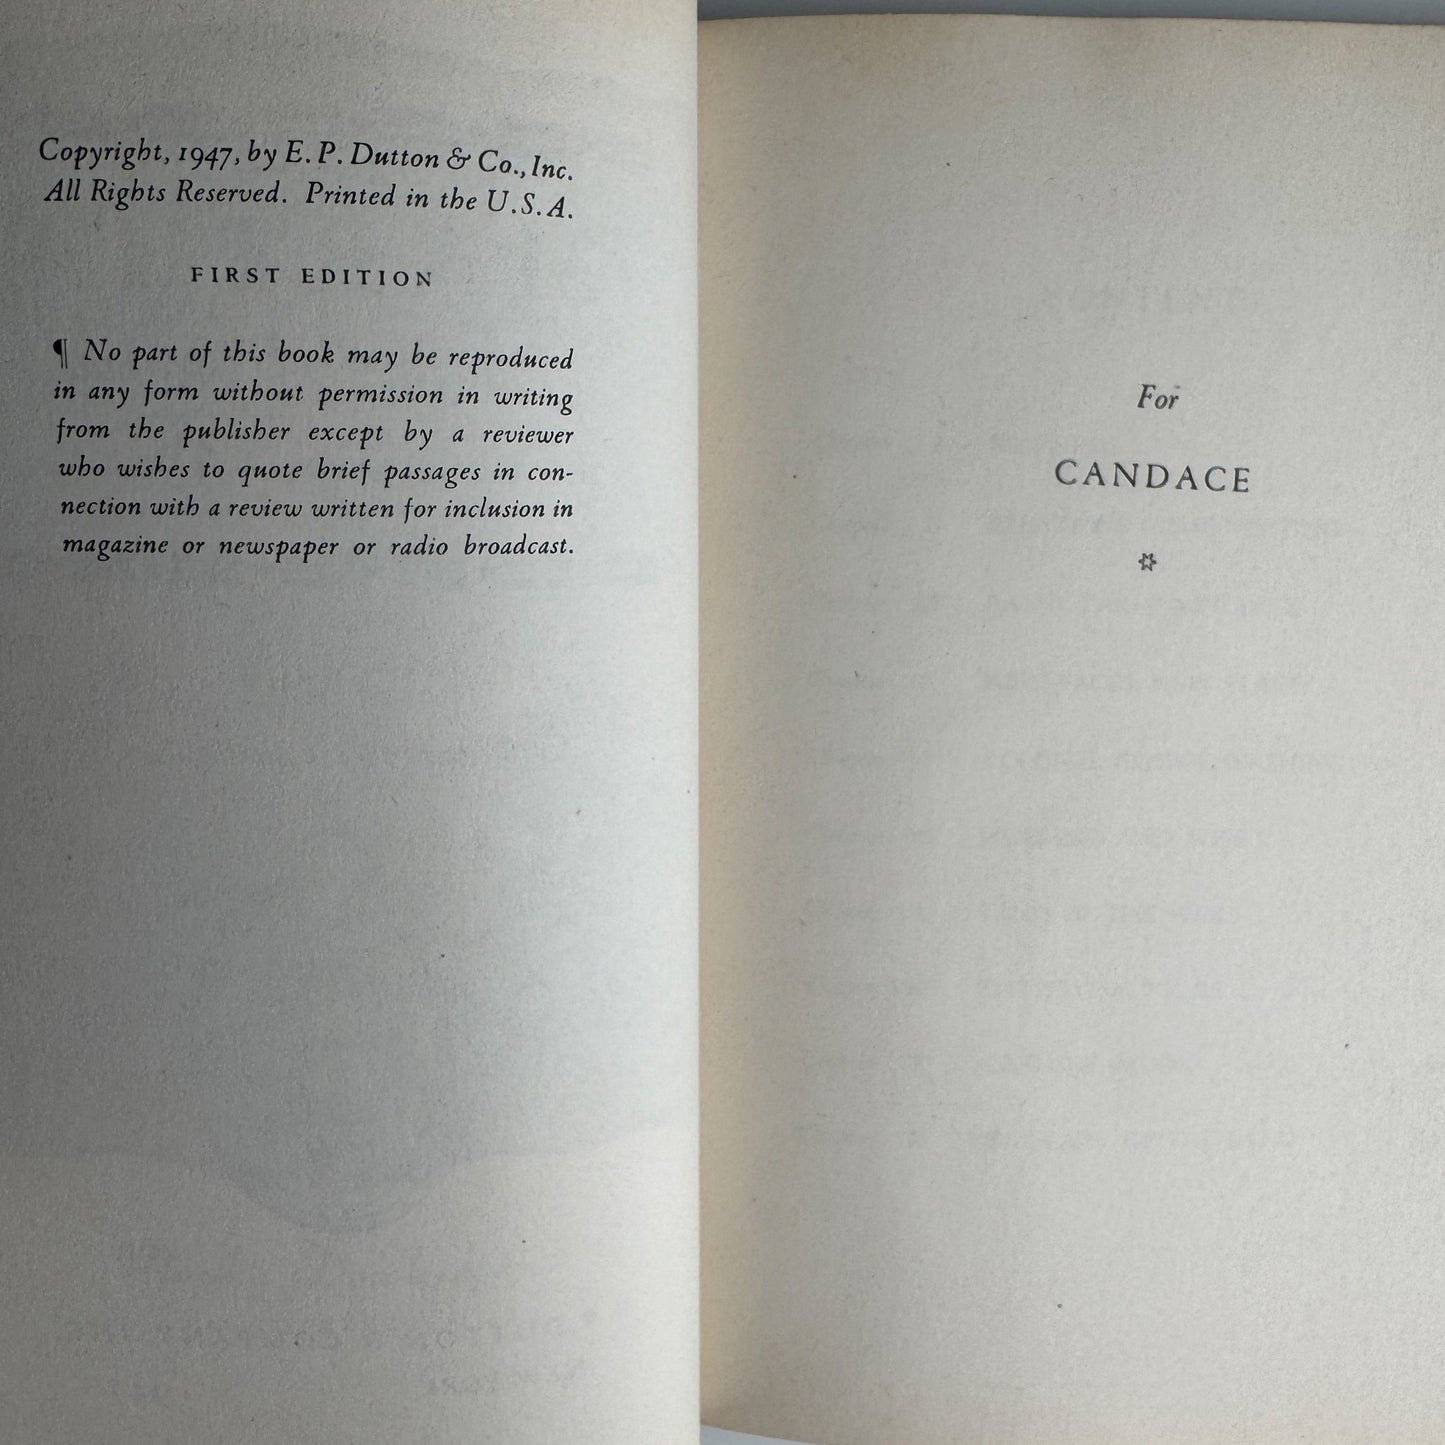 Copyright, 1947, by E. P. Dutton & Co., Inc.
All Rights Reserved. Printed in the U.S.A.
FIRST EDITION
¶ No part of this book may be reproduced
in any form without permission in writing
from the publisher except by a reviewer
who wishes to quote brief passages in con-
nection with a review written for inclusion in
magazine or newspaper or radio broadcast.
For
CANDACE